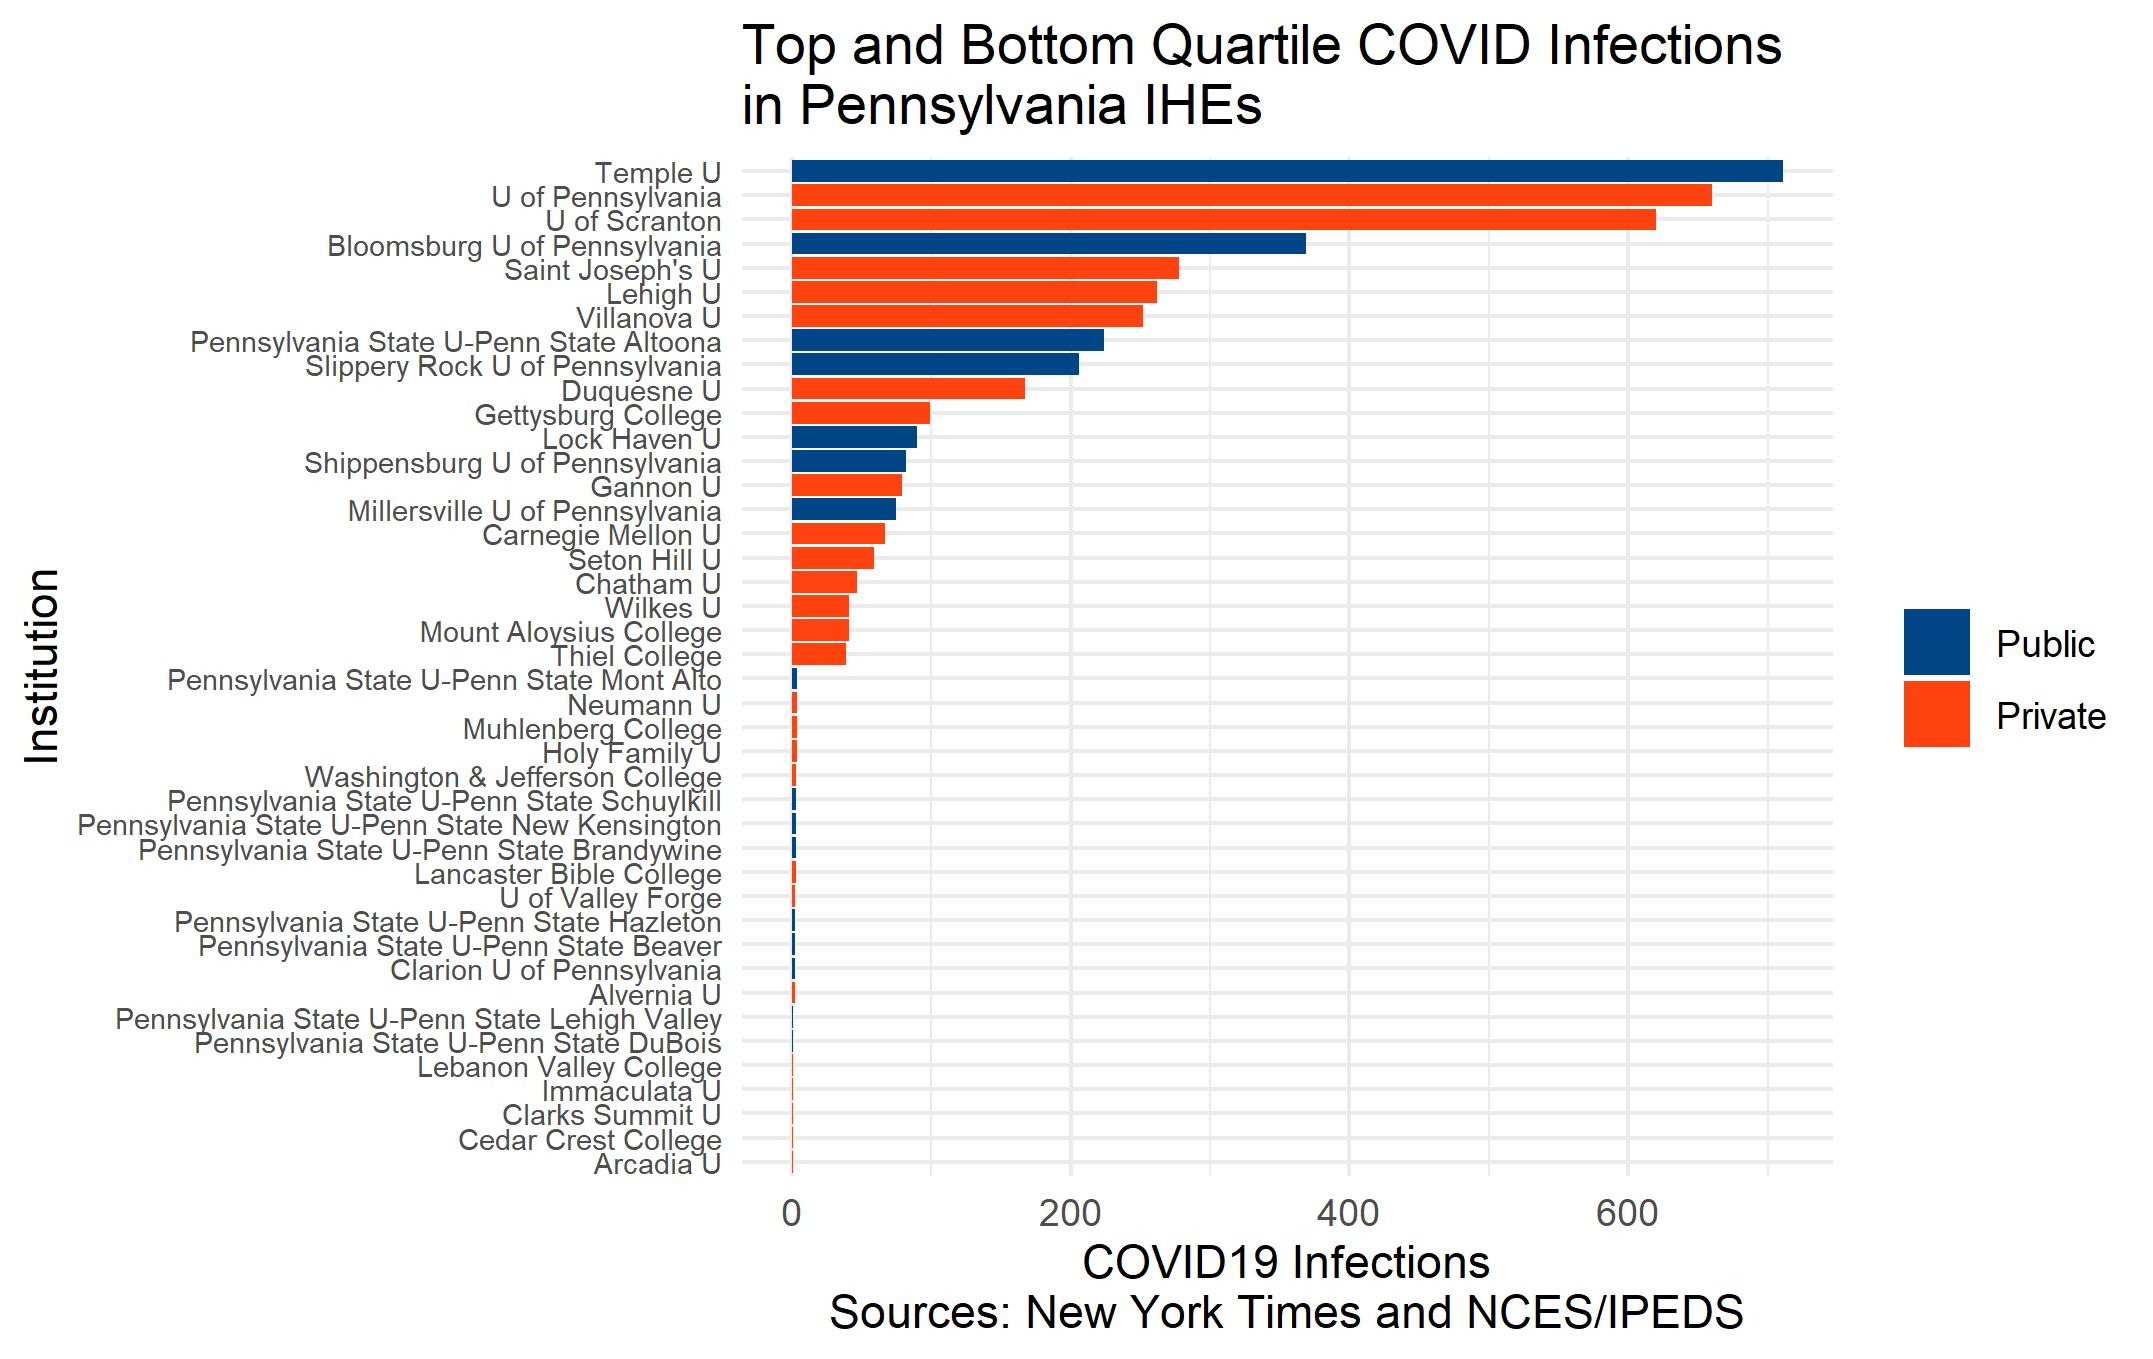 Top and Bottom Quartile COVID Infections
in Pennsylvania IHEs
Institution
Temple U
U of Pennsylvania
U of Scranton
Bloomsburg U of Pennsylvania
Saint Joseph's U
Lehigh U
Villanova U
Pennsylvania State U-Penn State Altoona
Slippery Rock U of Pennsylvania
Duquesne U
Gettysburg College
Lock Haven U
Shippensburg U of Pennsylvania
Gannon U
Millersville U of Pennsylvania
Carnegie Mellon U
Seton Hill U
Chatham U
Wilkes U
Mount Aloysius College
Thiel College
Pennsylvania State U-Penn State Mont Alto
Neumann U
Muhlenberg College
Holy Family U
Washington & Jefferson College
Pennsylvania State U-Penn State Schuylkill
Pennsylvania State U-Penn State New Kensington
Pennsylvania State U-Penn State Brandywine
Lancaster Bible College
U of Valley Forge
Pennsylvania State U-Penn State Hazleton
Pennsylvania State U-Penn State Beaver
Clarion U of Pennsylvania
Alvernia U
Pennsylvania State U-Penn State Lehigh Valley
Pennsylvania State U-Penn State DuBois
Lebanon Valley College
Immaculata U
Clarks Summit U
Cedar Crest College
Arcadia U
0 200 400 600
COVID19 Infections
Sources: New York Times and NCES/IPEDS
Public
Private